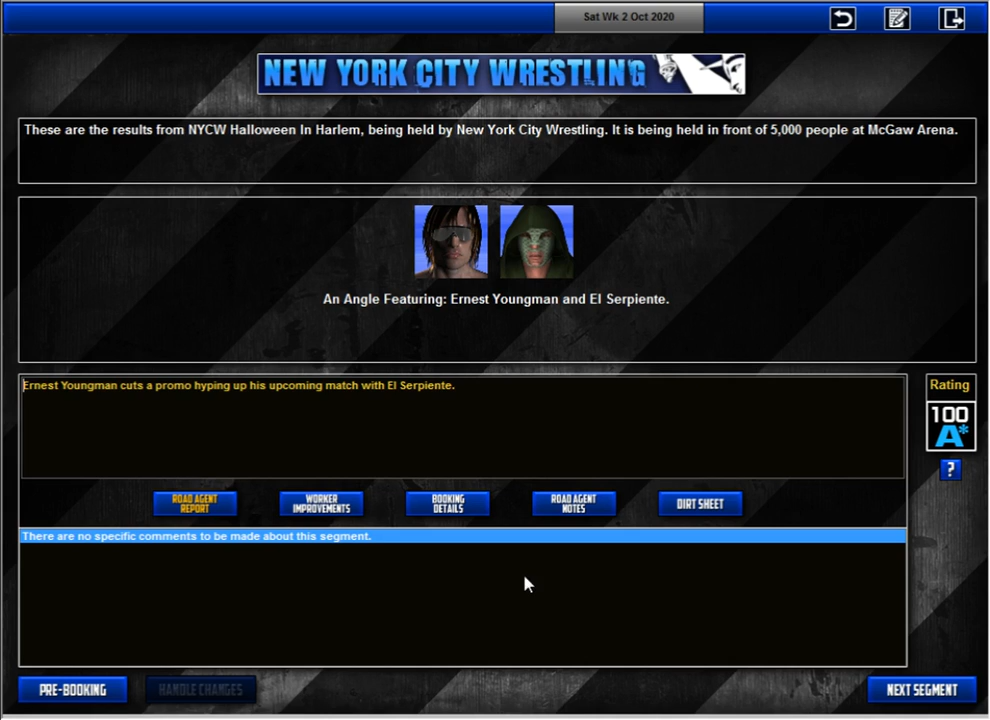 Sat Wk 2 Oct 2020
NEW YORK CITY WRESTLING
These are the results from NYCW Halloween In Harlem, being held by New York City Wrestling. It is being held in front of 5,000 people at McGaw Arena.
An Angle Featuring: Ernest Youngman and El Serpiente.
Ernest Youngman cuts a promo hyping up his upcoming match with El Serpiente.
Rating
100
A*
?
ROAD AGENT REPORT
WORKER IMPROVEMENTS
BOOKING DETAILS
ROAD AGENT NOTES
DIRT SHEET
There are no specific comments to be made about this segment.
PRE-BOOKING
HANDLE CHANGES
NEXT SEGMENT